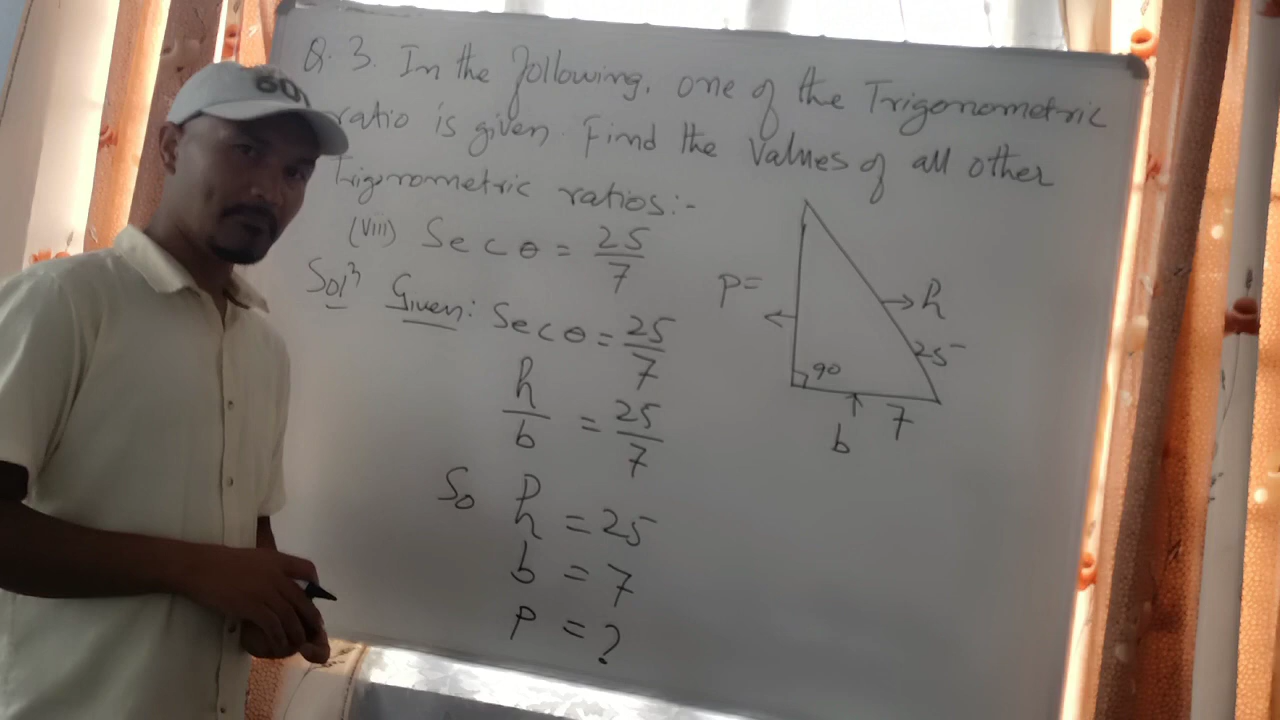 Q. 3. In the following, one of the Trigonometric
ratio is given. Find the Values of all other
Trigonometric ratios:-
(viii) Sec θ = 25/7
Solⁿ Given: Sec θ = 25/7
h/b = 25/7
So h = 25
b = 7
P = ?
P=
h
25
90
7
b